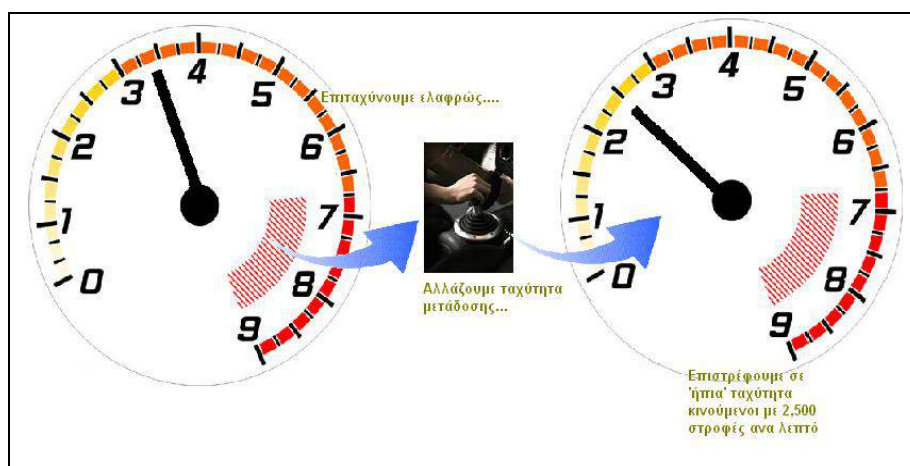 0
1
2
3
4
5
6
7
8
9
Επιταχύνουμε ελαφρώς....
Αλλάζουμε ταχύτητα
μετάδοσης...
0
1
2
3
4
5
6
7
8
9
Επιστρέφουμε σε
'ήπια' ταχύτητα
κινούμενοι με 2,500
στροφές ανα λεπτό